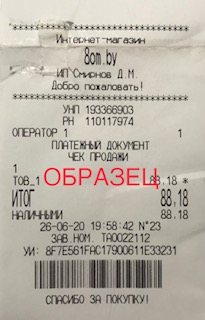 Интернет-магазин
8om.by
ИП Смирнов Д.М.
Добро пожаловать!
УНП 193366903
РН 110117974
ОПЕРАТОР 1 1
ПЛАТЕЖНЫЙ ДОКУМЕНТ
ЧЕК ПРОДАЖИ
ОБРАЗЕЦ
1
ТОВ_1 88.18 *
ИТОГ 88.18
НАЛИЧНЫМИ 88.18
26-06-20 19:58:42 №23
ЗАВ.НОМ. TA0022112
УИ: 8F7E561FAC17900611E33231
СПАСИБО ЗА ПОКУПКУ!